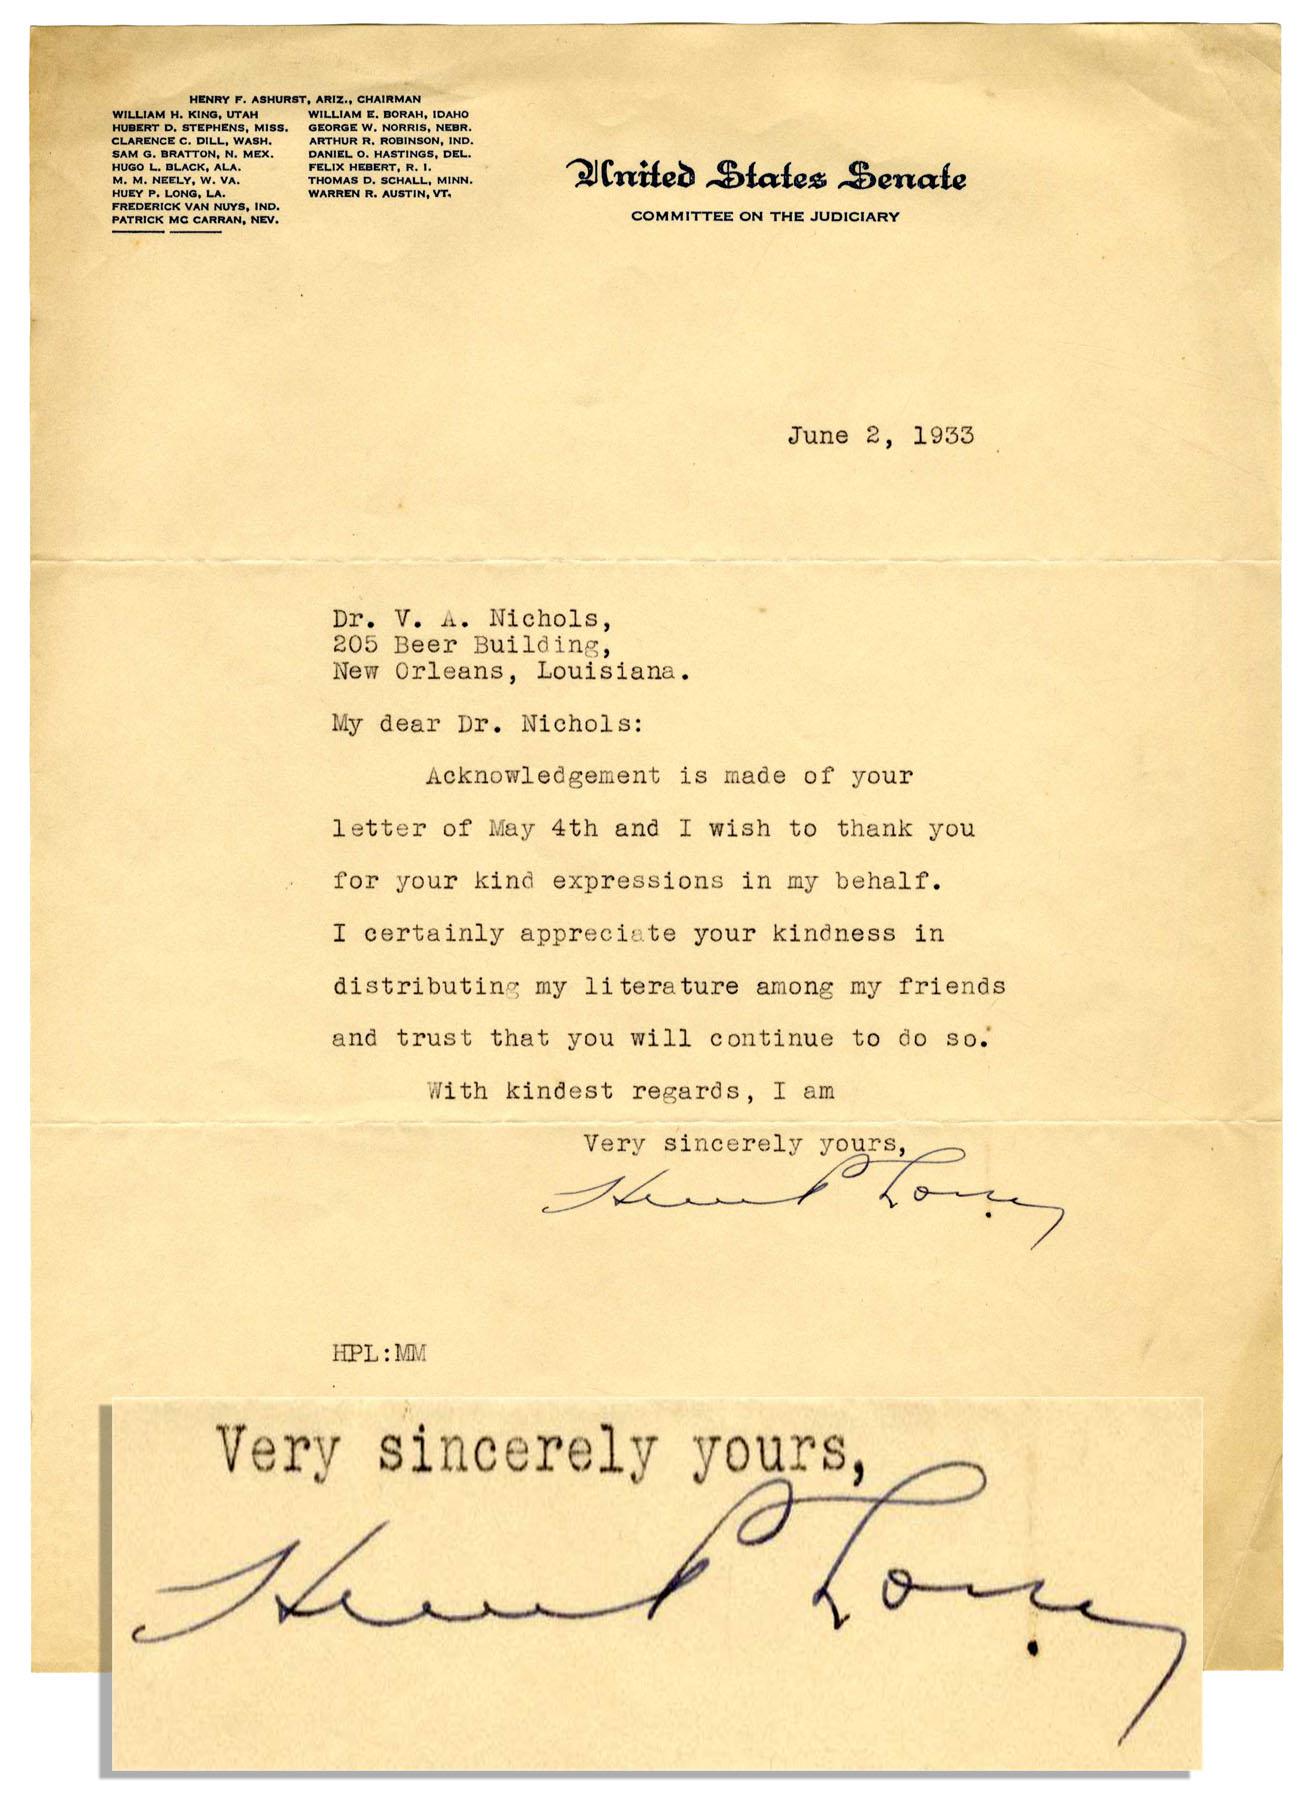 HENRY F. ASHURST, ARIZ., CHAIRMAN
WILLIAM H. KING, UTAH
HUBERT D. STEPHENS, MISS.
CLARENCE C. DILL, WASH.
SAM G. BRATTON, N. MEX.
HUGO L. BLACK, ALA.
M. M. NEELY, W. VA.
HUEY P. LONG, LA.
FREDERICK VAN NUYS, IND.
PATRICK MC CARRAN, NEV.
WILLIAM E. BORAH, IDAHO
GEORGE W. NORRIS, NEBR.
ARTHUR R. ROBINSON, IND.
DANIEL O. HASTINGS, DEL.
FELIX HEBERT, R. I.
THOMAS D. SCHALL, MINN.
WARREN R. AUSTIN, VT.
United States Senate
COMMITTEE ON THE JUDICIARY
June 2, 1933
Dr. V. A. Nichols,
205 Beer Building,
New Orleans, Louisiana.
My dear Dr. Nichols:
Acknowledgement is made of your
letter of May 4th and I wish to thank you
for your kind expressions in my behalf.
I certainly appreciate your kindness in
distributing my literature among my friends
and trust that you will continue to do so.
With kindest regards, I am
Very sincerely yours,
Huey P Long
HPL:MM
Very sincerely yours,
Huey P Long